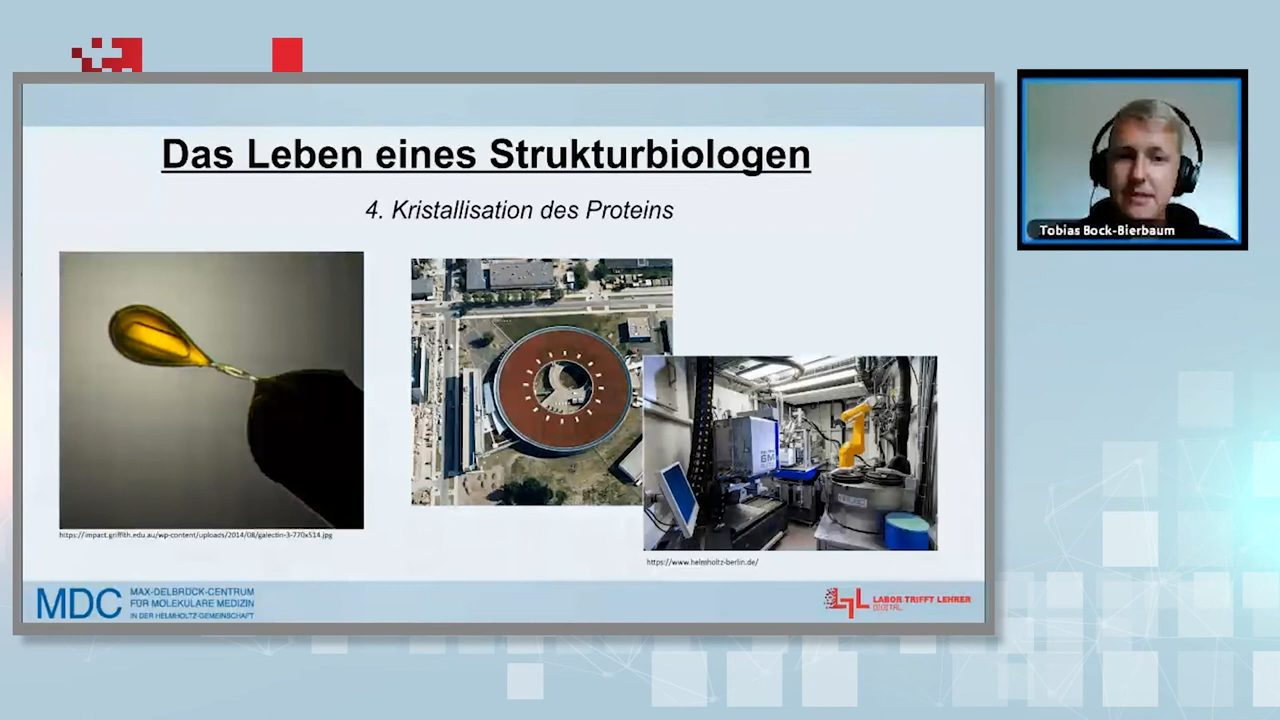 Das Leben eines Strukturbiologen
4. Kristallisation des Proteins
Tobias Bock-Bierbaum
https://impact.griffith.edu.au/wp-content/uploads/2014/08/galectin-3-770x514.jpg
https://www.helmholtz-berlin.de/
MDC
MAX-DELBRÜCK-CENTRUM
FÜR MOLEKULARE MEDIZIN
IN DER HELMHOLTZ-GEMEINSCHAFT
LTL
LABOR TRIFFT LEHRER
DIGITAL